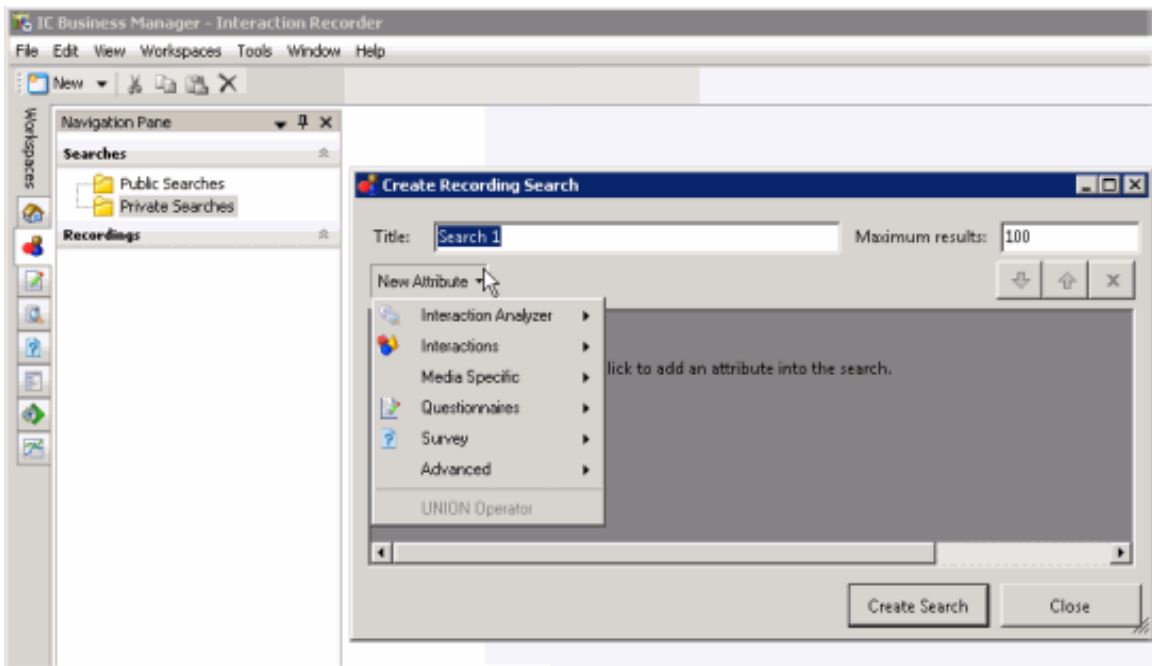 IC Business Manager - Interaction Recorder
File Edit View Workspaces Tools Window Help
New
Workspaces
Navigation Pane
Searches
Public Searches
Private Searches
Recordings
Create Recording Search
Title: Search 1 Maximum results: 100
New Attribute
Interaction Analyzer
Interactions
Media Specific
Questionnaires
Survey
Advanced
UNION Operator
lick to add an attribute into the search.
Create Search Close